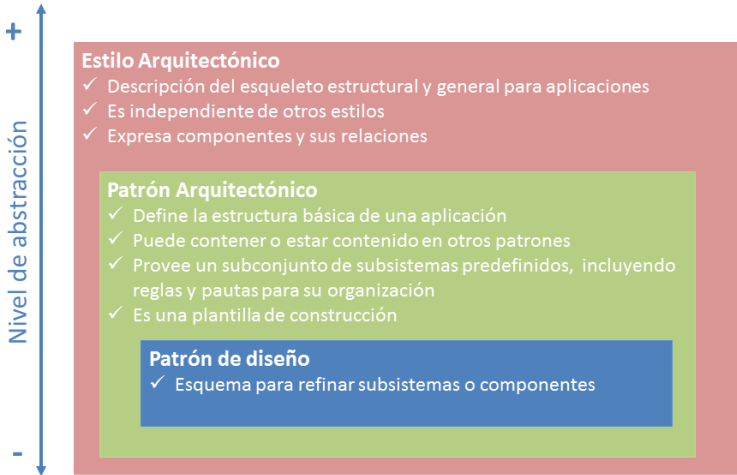 +
Nivel de abstracción
-
Estilo Arquitectónico
✓ Descripción del esqueleto estructural y general para aplicaciones
✓ Es independiente de otros estilos
✓ Expresa componentes y sus relaciones
Patrón Arquitectónico
✓ Define la estructura básica de una aplicación
✓ Puede contener o estar contenido en otros patrones
✓ Provee un subconjunto de subsistemas predefinidos, incluyendo
reglas y pautas para su organización
✓ Es una plantilla de construcción
Patrón de diseño
✓ Esquema para refinar subsistemas o componentes